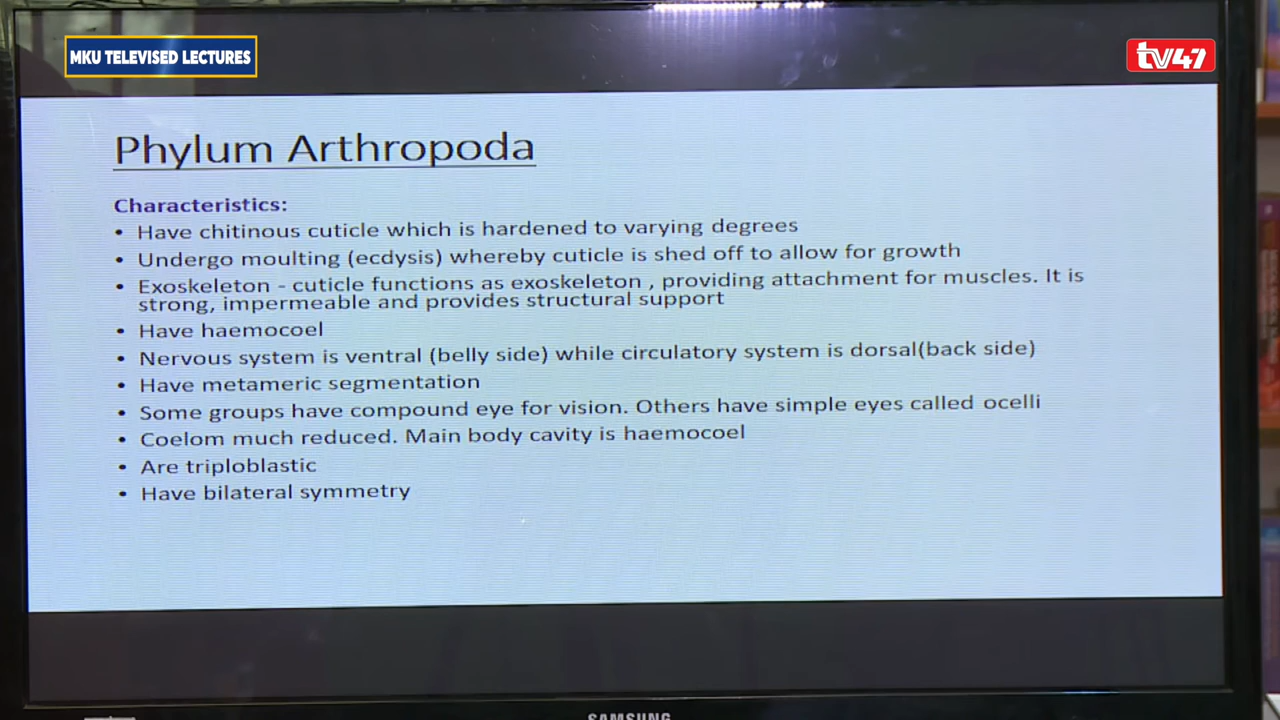 MKU TELEVISED LECTURES
tv47
Phylum Arthropoda
Characteristics:
• Have chitinous cuticle which is hardened to varying degrees
• Undergo moulting (ecdysis) whereby cuticle is shed off to allow for growth
• Exoskeleton - cuticle functions as exoskeleton , providing attachment for muscles. It is
strong, impermeable and provides structural support
• Have haemocoel
• Nervous system is ventral (belly side) while circulatory system is dorsal(back side)
• Have metameric segmentation
• Some groups have compound eye for vision. Others have simple eyes called ocelli
• Coelom much reduced. Main body cavity is haemocoel
• Are triploblastic
• Have bilateral symmetry
SAMSUNG